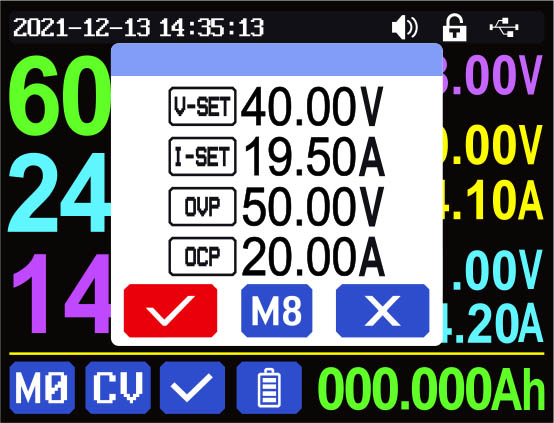 2021-12-13 14:35:13
60
24
14
V-SET 40.00V
I-SET 19.50A
OVP 50.00V
OCP 20.00A
M8
.00V
.00V
.10A
.00V
.20A
M0 CV 000.000Ah